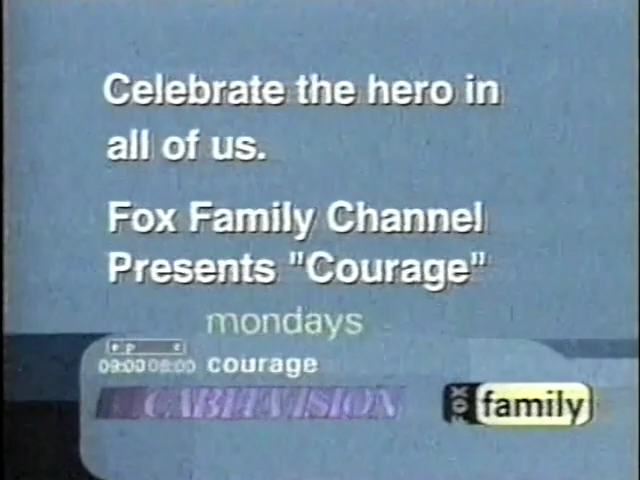 Celebrate the hero in
all of us.
Fox Family Channel
Presents "Courage"
mondays
e p c
09:00 08:00 courage
CABLEVISION
FOX family